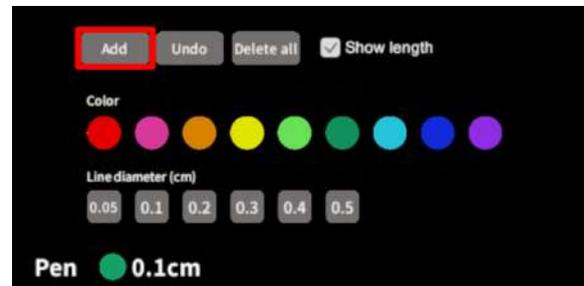 Add Undo Delete all Show length
Color
Line diameter (cm)
0.05 0.1 0.2 0.3 0.4 0.5
Pen 0.1cm